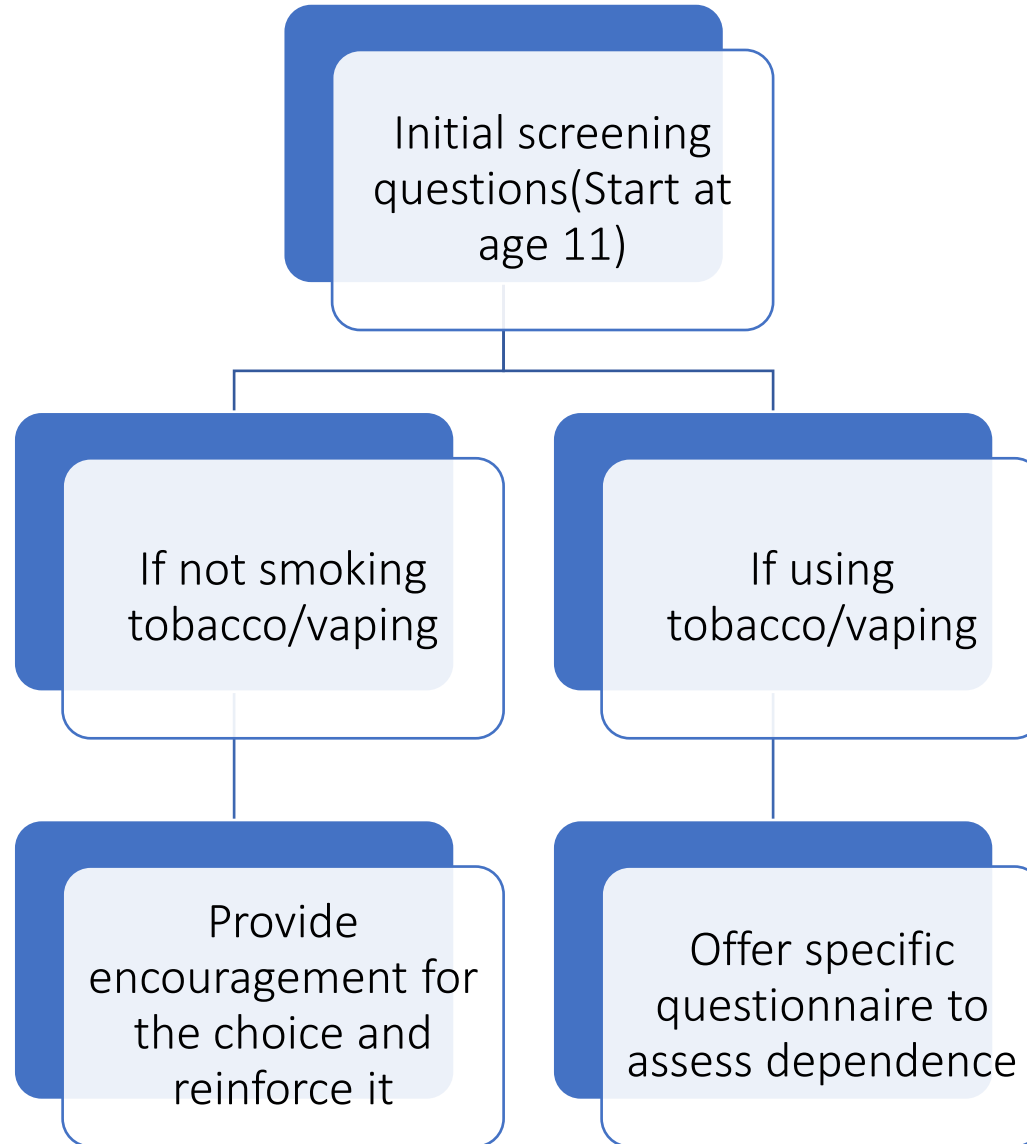 Initial screening
questions(Start at
age 11)
If not smoking
tobacco/vaping
If using
tobacco/vaping
Provide
encouragement for
the choice and
reinforce it
Offer specific
questionnaire to
assess dependence